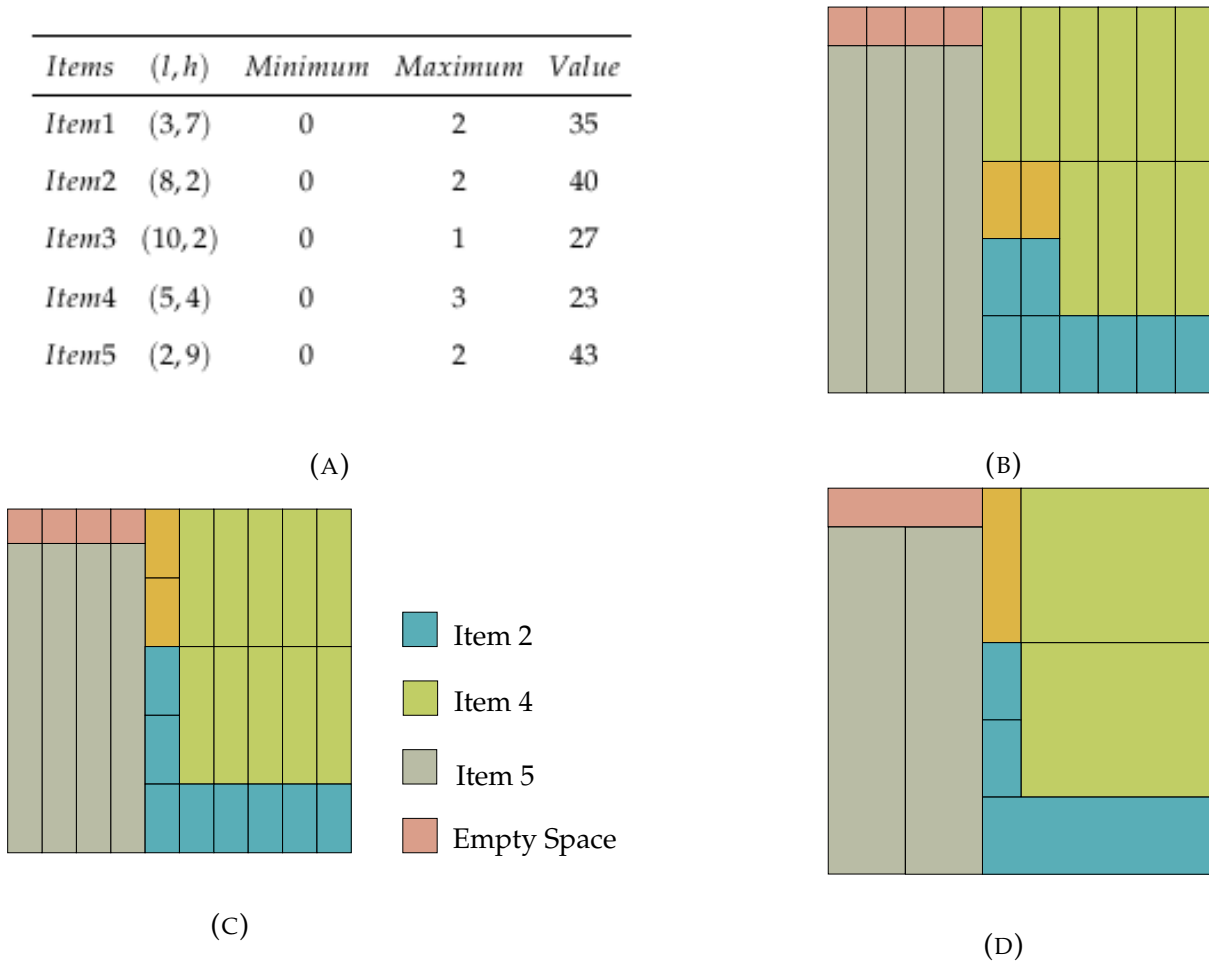 Items (l, h) Minimum Maximum Value
Item1 (3,7) 0 2 35
Item2 (8,2) 0 2 40
Item3 (10,2) 0 1 27
Item4 (5,4) 0 3 23
Item5 (2,9) 0 2 43
(A)
(B)
Item 2
Item 4
Item 5
Empty Space
(C)
(D)